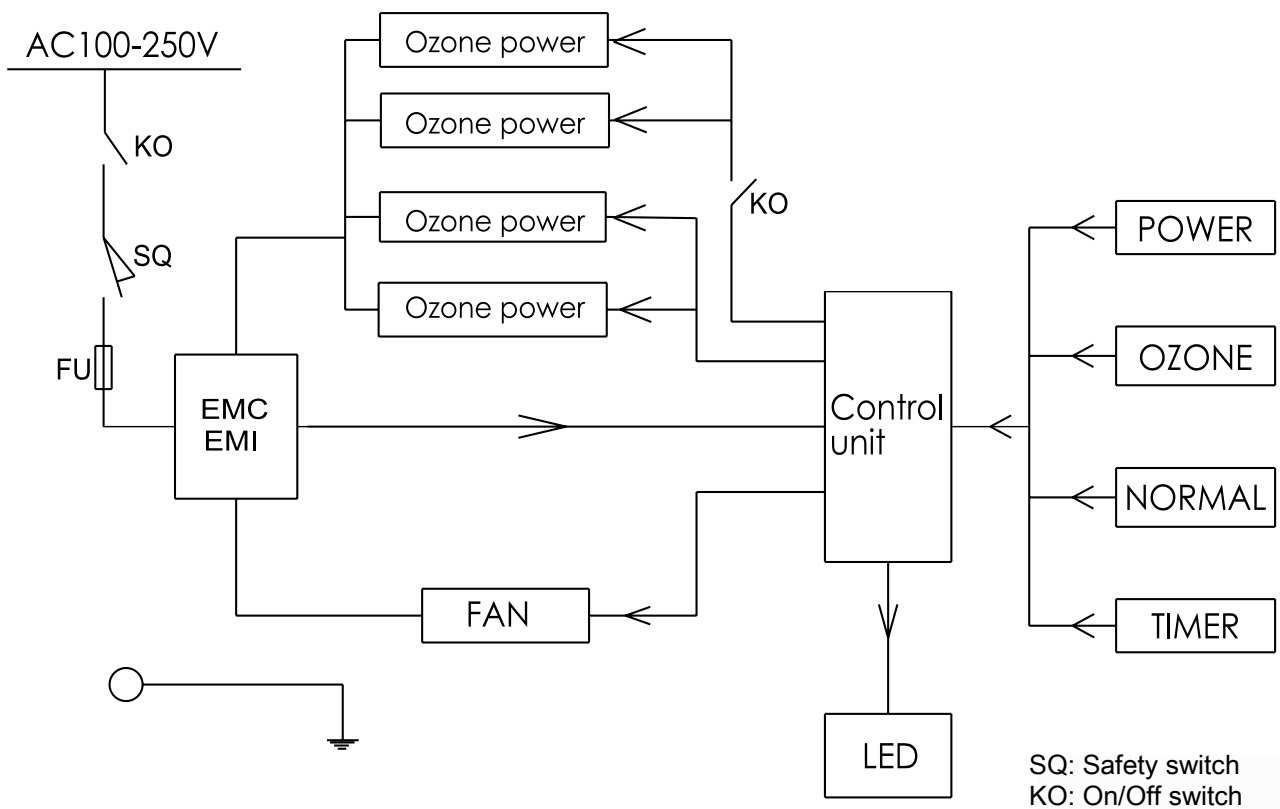 AC100-250V
KO
SQ
FU
EMC
EMI
Ozone power
Ozone power
Ozone power
Ozone power
KO
Control
unit
FAN
LED
POWER
OZONE
NORMAL
TIMER
SQ: Safety switch
KO: On/Off switch